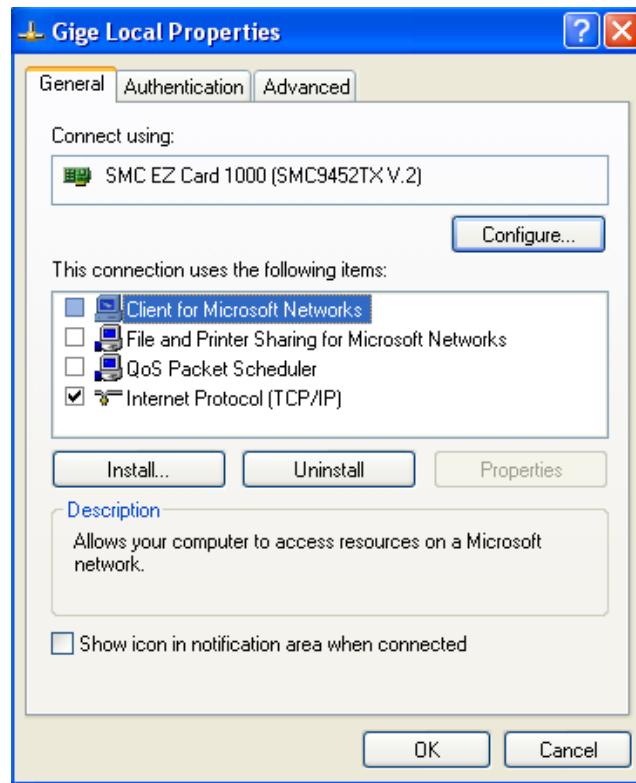 Gige Local Properties
General Authentication Advanced
Connect using:
SMC EZ Card 1000 (SMC9452TX V.2)
Configure...
This connection uses the following items:
Client for Microsoft Networks
File and Printer Sharing for Microsoft Networks
QoS Packet Scheduler
Internet Protocol (TCP/IP)
Install... Uninstall Properties
Description
Allows your computer to access resources on a Microsoft
network.
Show icon in notification area when connected
OK Cancel